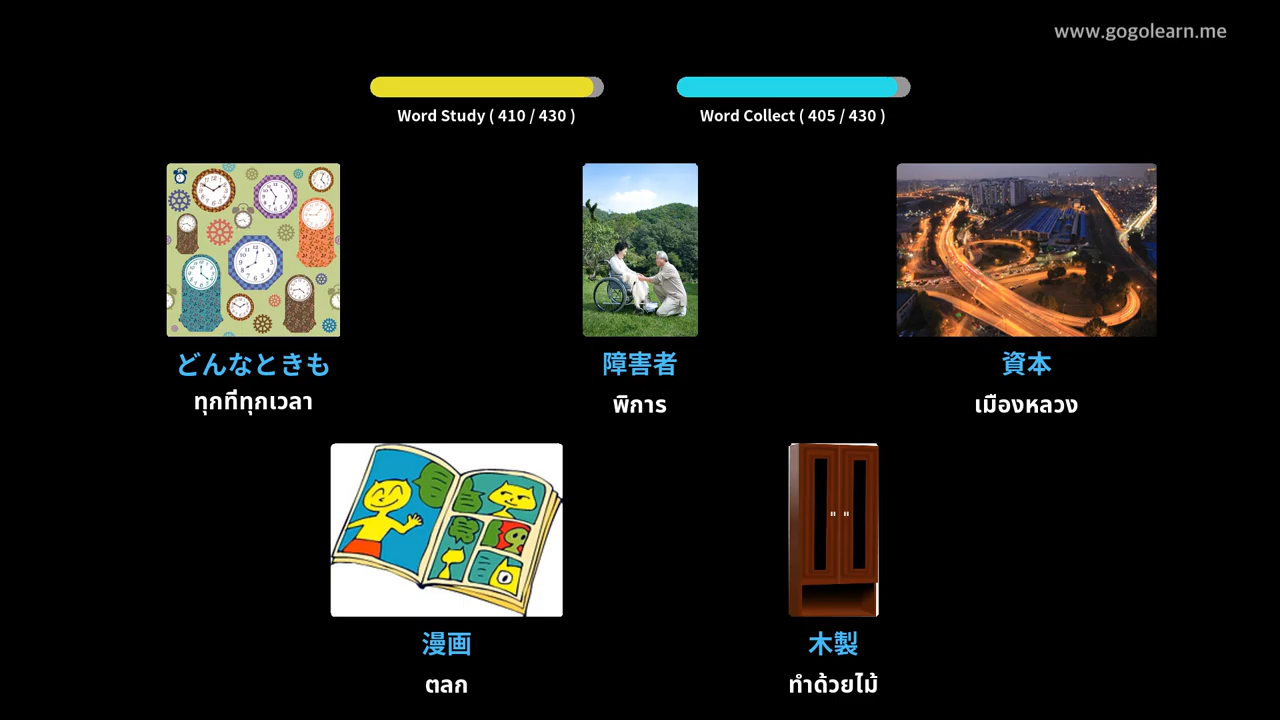 www.gogolearn.me
Word Study ( 410 / 430 )
Word Collect ( 405 / 430 )
どんなときも
障害者
資本
ทุกที่ทุกเวลา
พิการ
เมืองหลวง
漫画
木製
ตลก
ทำด้วยไม้